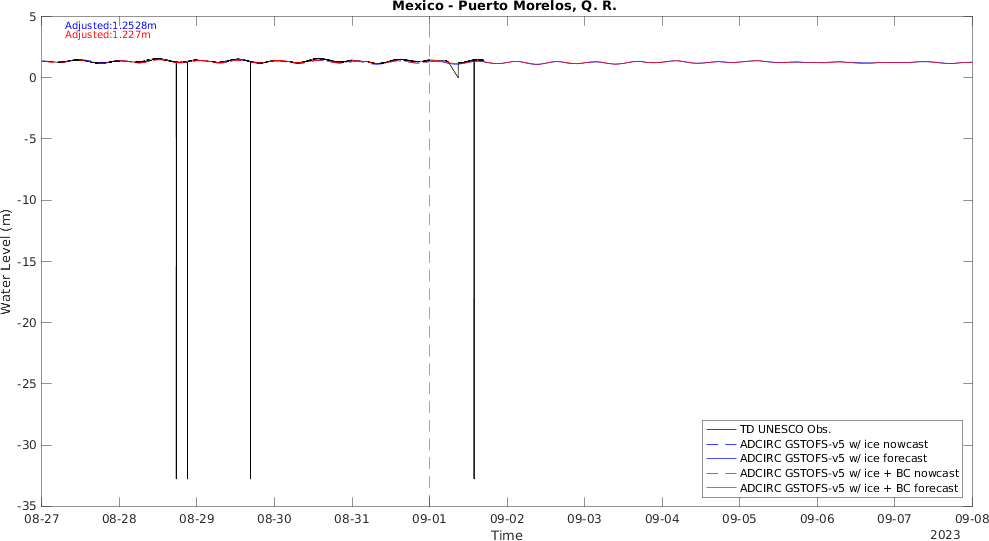 Mexico - Puerto Morelos, Q. R.
Adjusted:1.2528m
Adjusted:1.227m
5
0
-5
-10
-15
-20
-25
-30
-35
Water Level (m)
TD UNESCO Obs.
ADCIRC GSTOFS-v5 w/ ice nowcast
ADCIRC GSTOFS-v5 w/ ice forecast
ADCIRC GSTOFS-v5 w/ ice + BC nowcast
ADCIRC GSTOFS-v5 w/ ice + BC forecast
08-27 08-28 08-29 08-30 08-31 09-01 09-02 09-03 09-04 09-05 09-06 09-07 09-08
Time
2023